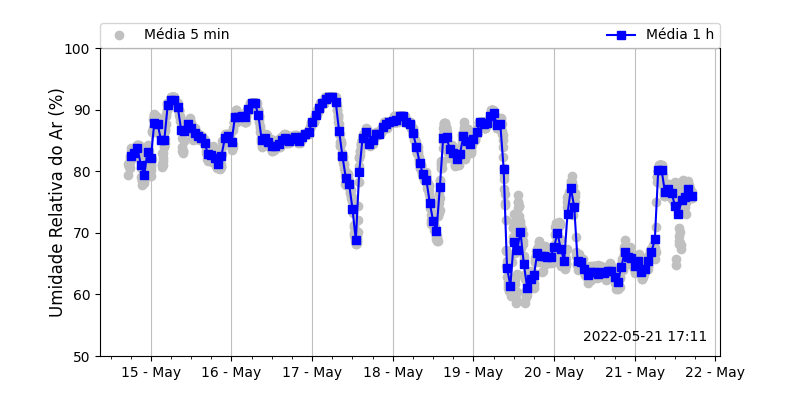 Média 5 min
Média 1 h
Umidade Relativa do Ar (%)
100
90
80
70
60
50
2022-05-21 17:11
15 - May
16 - May
17 - May
18 - May
19 - May
20 - May
21 - May
22 - May